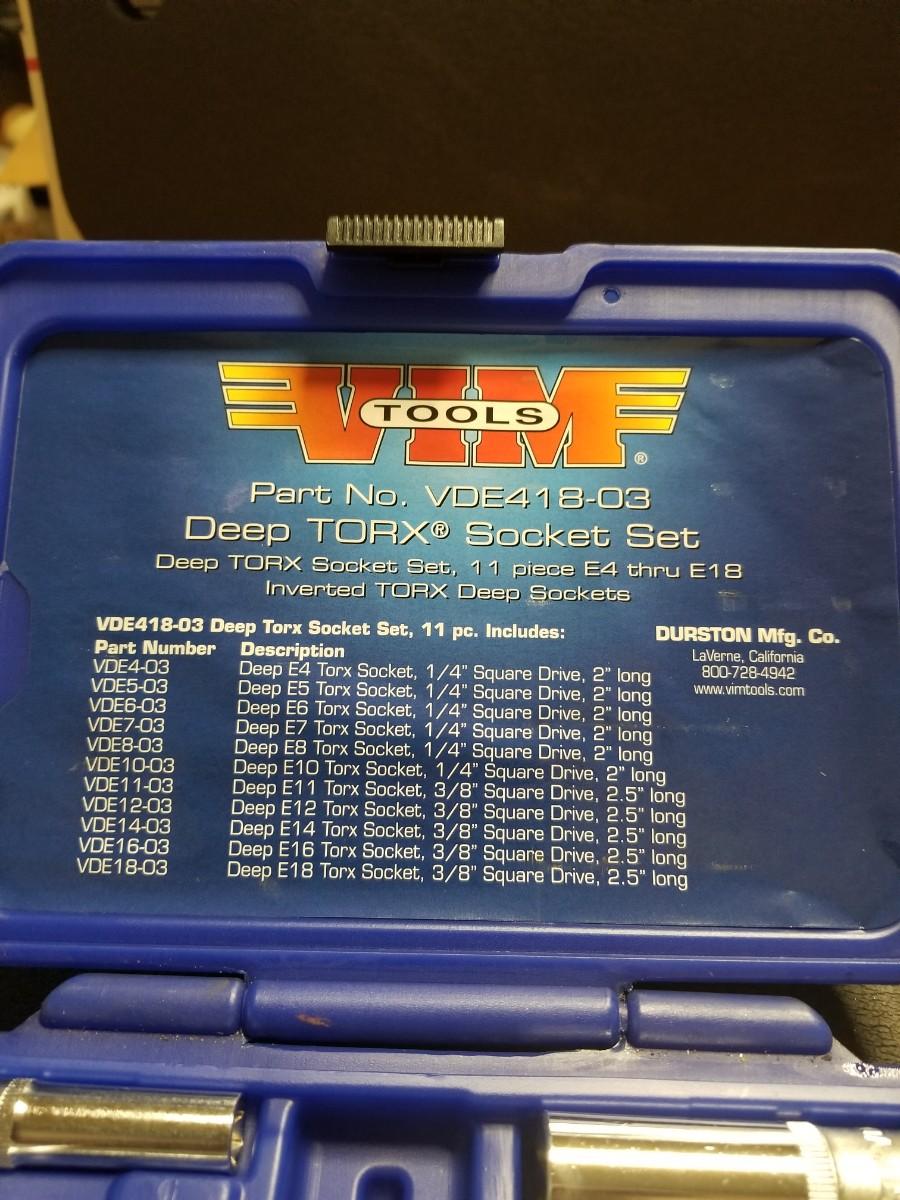 VIM
TOOLS
®
Part No. VDE418-03
Deep TORX® Socket Set
Deep TORX Socket Set, 11 piece E4 thru E18
Inverted TORX Deep Sockets
VDE418-03 Deep Torx Socket Set, 11 pc. Includes:
Part Number Description
VDE4-03 Deep E4 Torx Socket, 1/4" Square Drive, 2" long
VDE5-03 Deep E5 Torx Socket, 1/4" Square Drive, 2" long
VDE6-03 Deep E6 Torx Socket, 1/4" Square Drive, 2" long
VDE7-03 Deep E7 Torx Socket, 1/4" Square Drive, 2" long
VDE8-03 Deep E8 Torx Socket, 1/4" Square Drive, 2" long
VDE10-03 Deep E10 Torx Socket, 1/4" Square Drive, 2" long
VDE11-03 Deep E11 Torx Socket, 3/8" Square Drive, 2.5" long
VDE12-03 Deep E12 Torx Socket, 3/8" Square Drive, 2.5" long
VDE14-03 Deep E14 Torx Socket, 3/8" Square Drive, 2.5" long
VDE16-03 Deep E16 Torx Socket, 3/8" Square Drive, 2.5" long
VDE18-03 Deep E18 Torx Socket, 3/8" Square Drive, 2.5" long
DURSTON Mfg. Co.
LaVerne, California
800-728-4942
www.vimtools.com